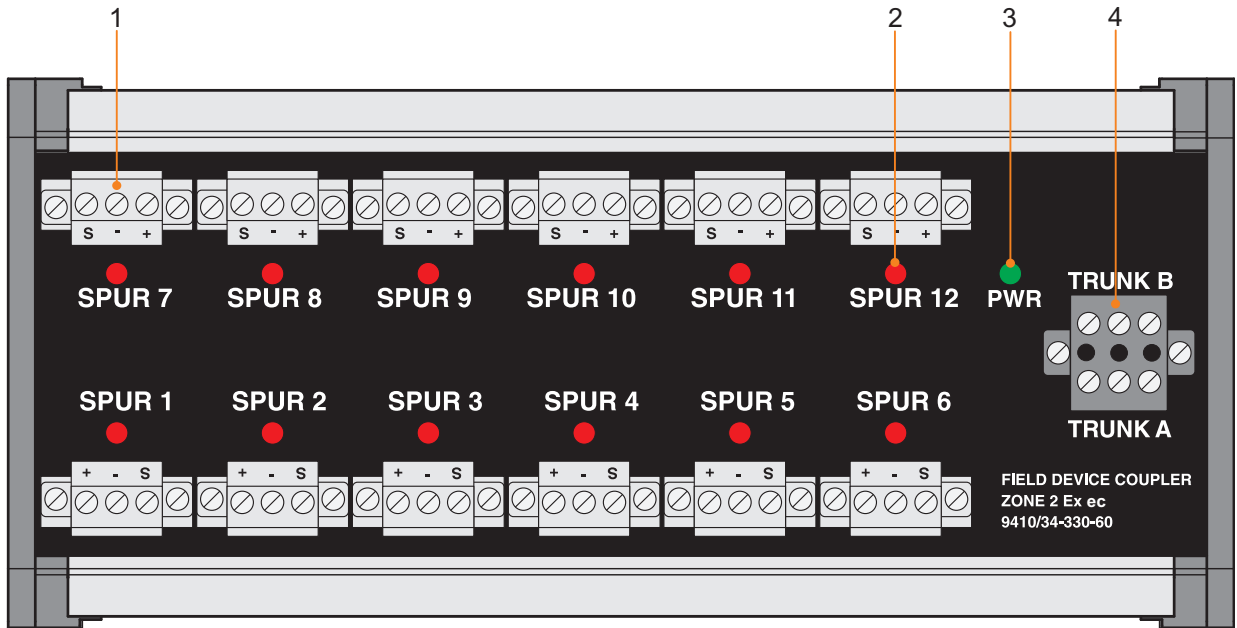 1 2 3 4
S - + S - + S - + S - + S - + S - +
SPUR 7 SPUR 8 SPUR 9 SPUR 10 SPUR 11 SPUR 12 PWR
TRUNK B
SPUR 1 SPUR 2 SPUR 3 SPUR 4 SPUR 5 SPUR 6
TRUNK A
+ - S + - S + - S + - S + - S + - S
FIELD DEVICE COUPLER
ZONE 2 Ex ec
9410/34-330-60